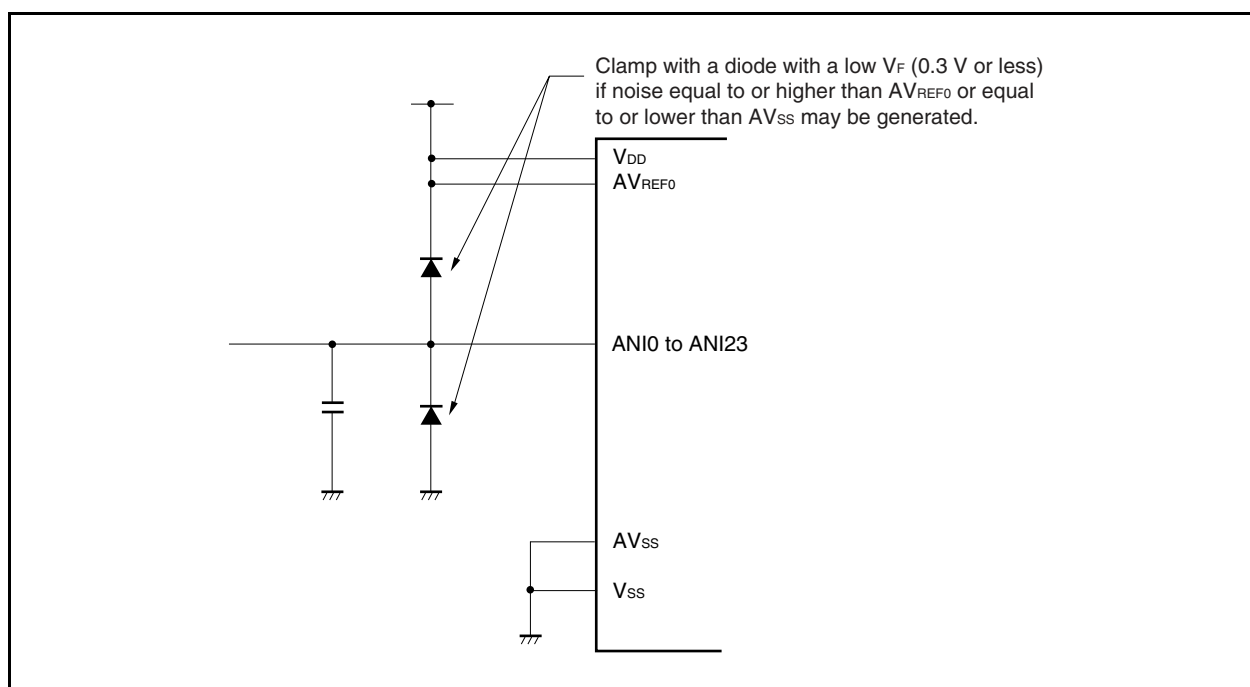 Clamp with a diode with a low VF (0.3 V or less)
if noise equal to or higher than AVREF0 or equal
to or lower than AVSS may be generated.
VDD
AVREF0
ANI0 to ANI23
AVSS
VSS